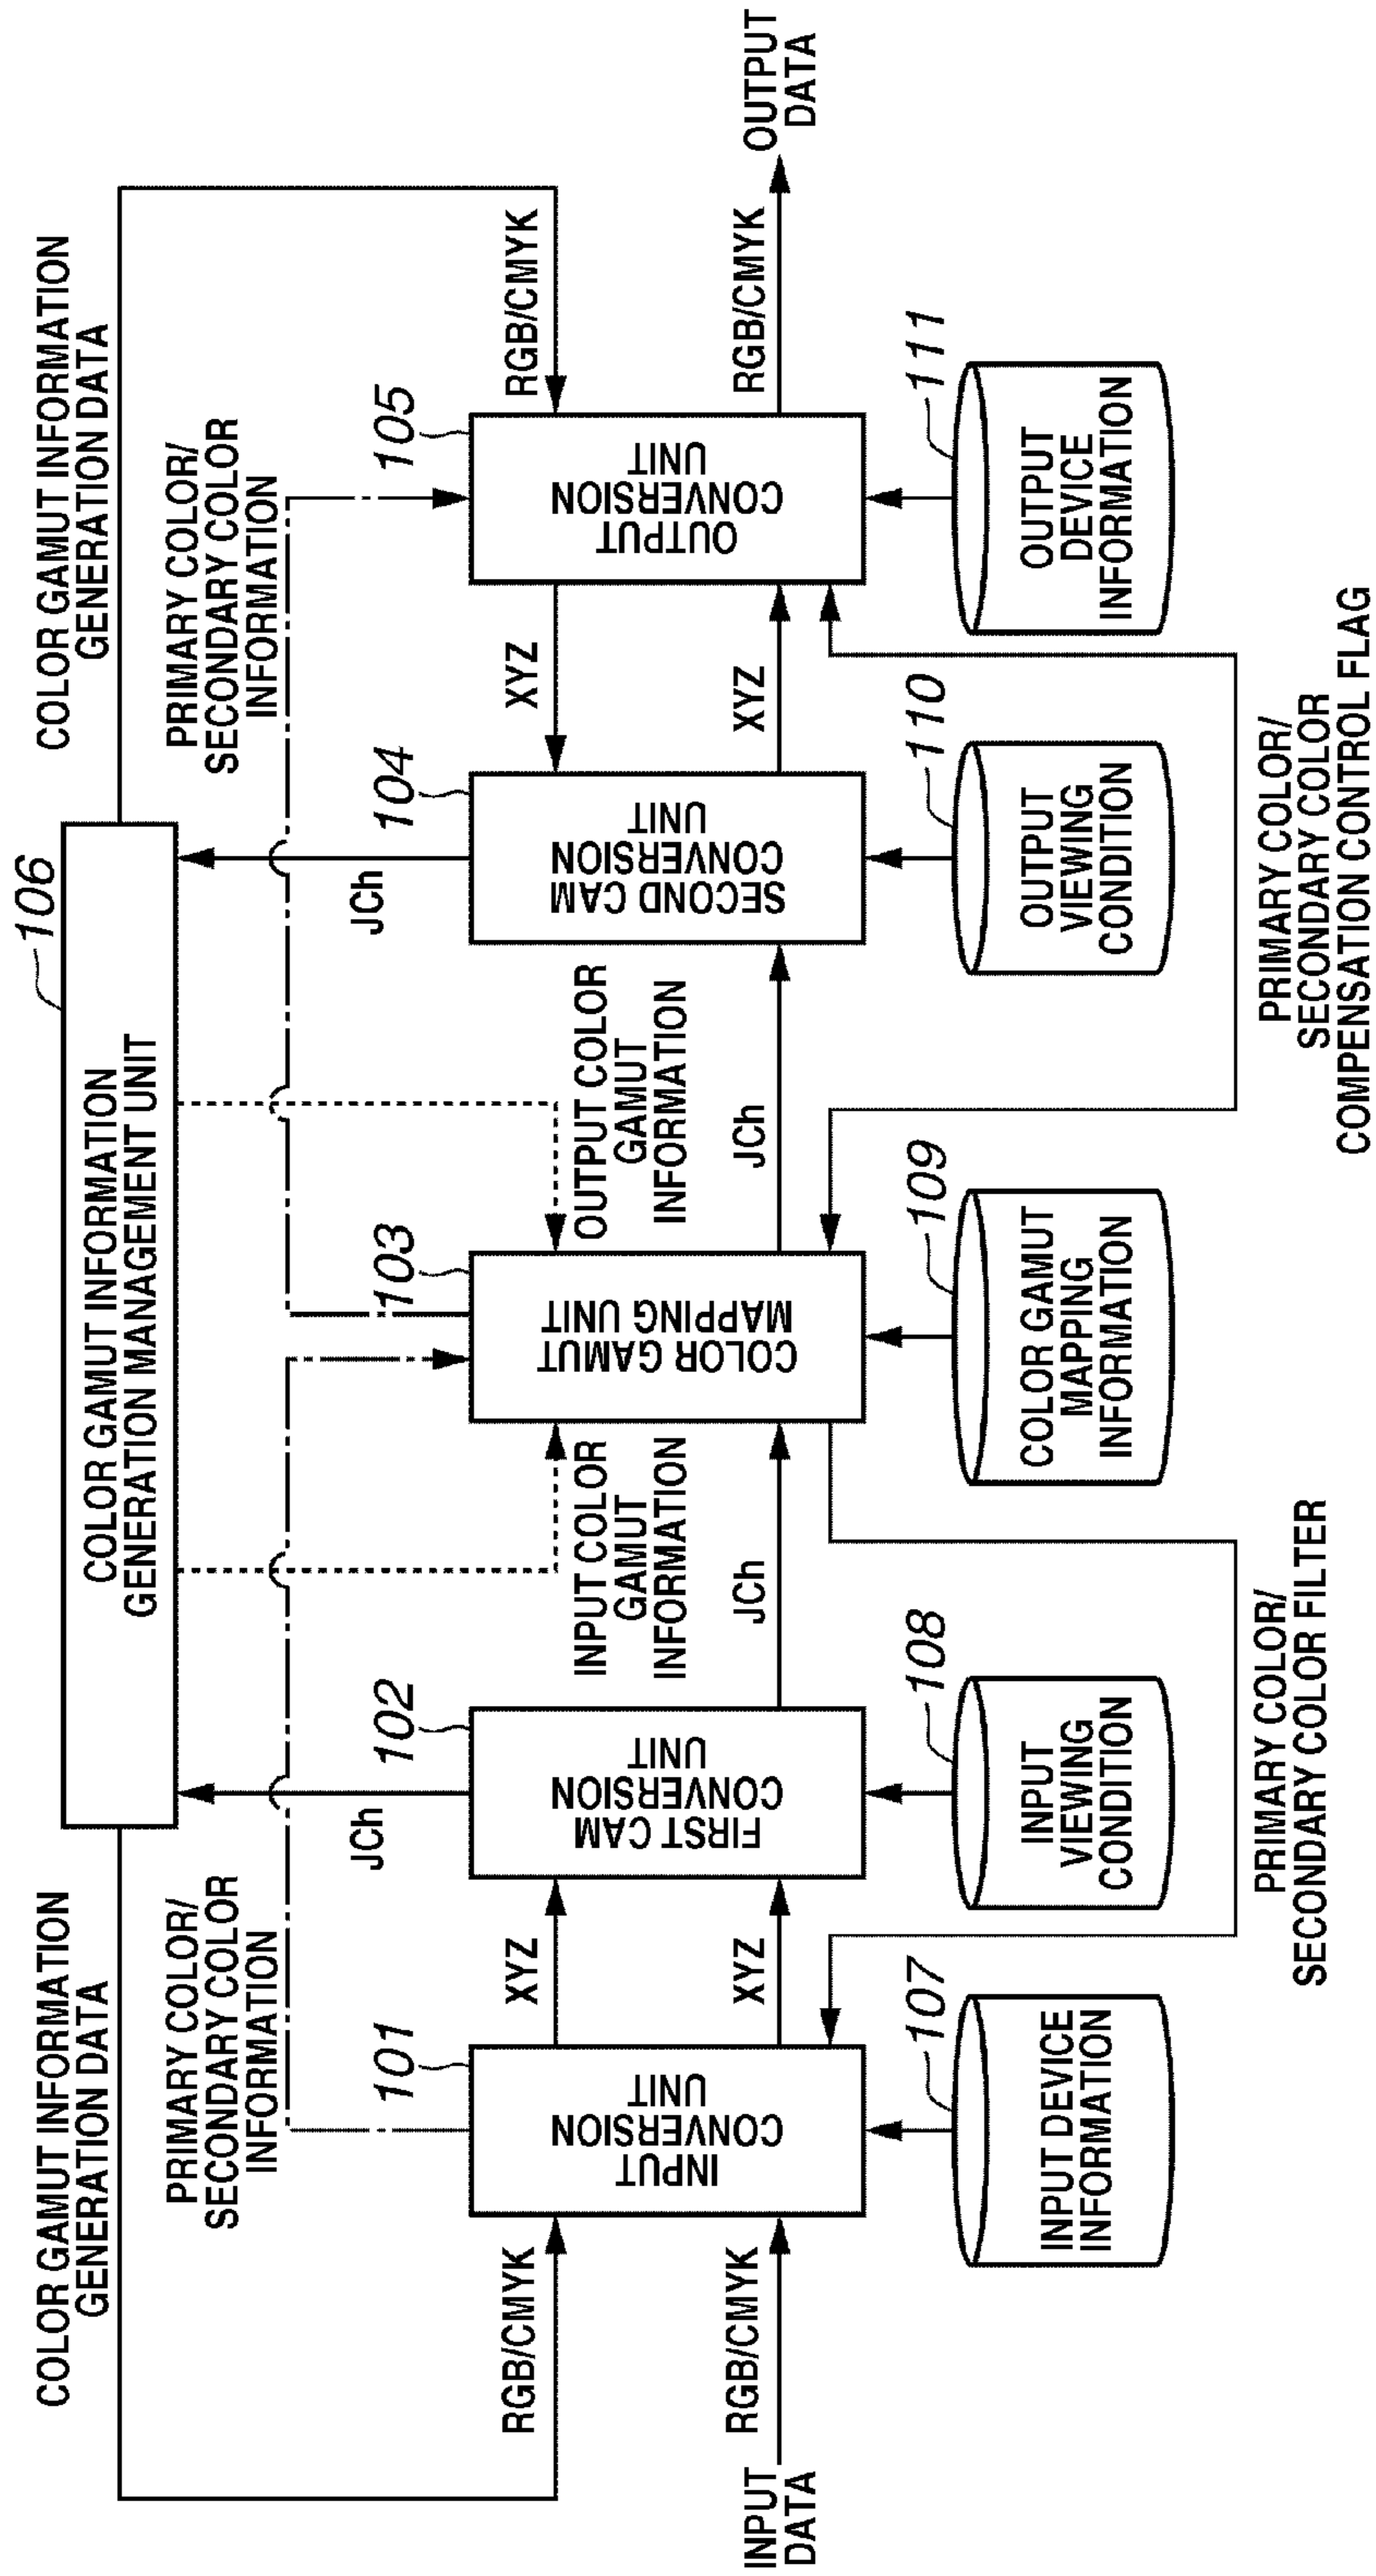 COLOR GAMUT INFORMATION
GENERATION DATA
106
COLOR GAMUT INFORMATION
GENERATION MANAGEMENT UNIT
COLOR GAMUT INFORMATION
GENERATION DATA
PRIMARY COLOR/
SECONDARY COLOR
INFORMATION
PRIMARY COLOR/
SECONDARY COLOR
INFORMATION
JCh
JCh
101
102
103
104
105
RGB/CMYK
INPUT
CONVERSION
UNIT
XYZ
FIRST CAM
CONVERSION
UNIT
INPUT COLOR
GAMUT
INFORMATION
COLOR GAMUT
MAPPING UNIT
OUTPUT COLOR
GAMUT
INFORMATION
SECOND CAM
CONVERSION
UNIT
XYZ
OUTPUT
CONVERSION
UNIT
RGB/CMYK
INPUT
DATA
RGB/CMYK
XYZ
JCh
JCh
XYZ
RGB/CMYK
OUTPUT
DATA
107
108
109
110
111
INPUT DEVICE
INFORMATION
INPUT
VIEWING
CONDITION
COLOR GAMUT
MAPPING
INFORMATION
OUTPUT
VIEWING
CONDITION
OUTPUT
DEVICE
INFORMATION
PRIMARY COLOR/
SECONDARY COLOR FILTER
PRIMARY COLOR/
SECONDARY COLOR
COMPENSATION CONTROL FLAG